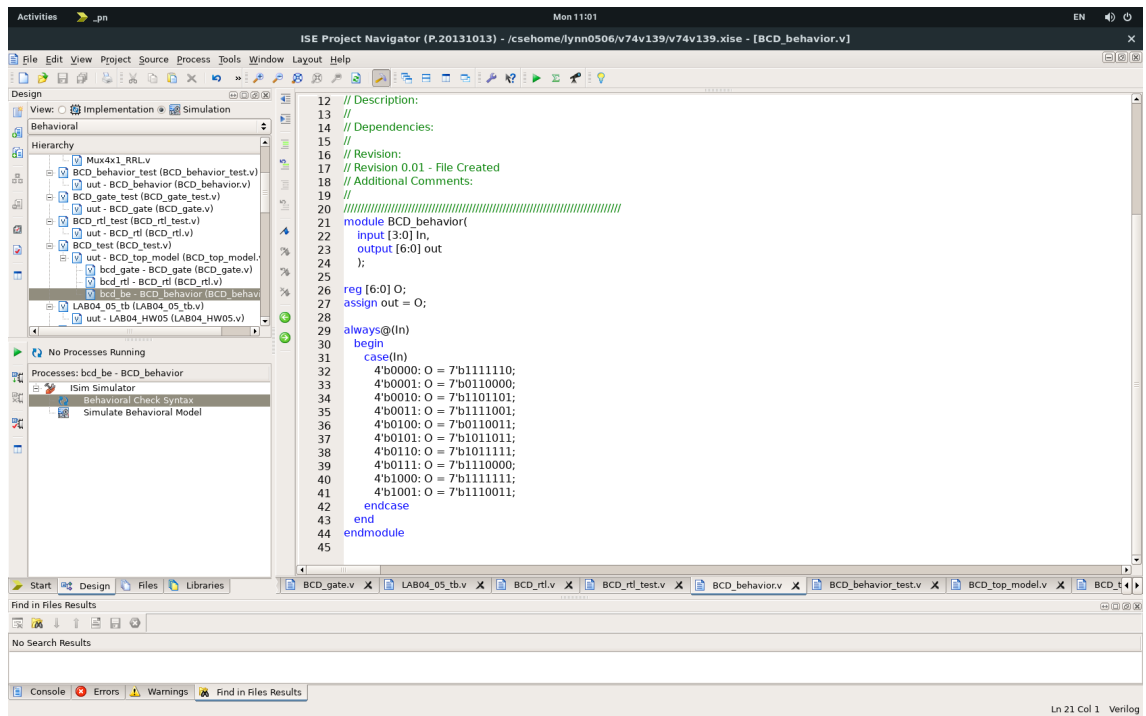 Activities _pn Mon 11:01 EN
ISE Project Navigator (P.20131013) - /csehome/lynn0506/v74v139/v74v139.xise - [BCD_behavior.v]
File Edit View Project Source Process Tools Window Layout Help
Design
View: Implementation Simulation
Behavioral
Hierarchy
Mux4x1_RRL.v
BCD_behavior_test (BCD_behavior_test.v)
uut - BCD_behavior (BCD_behavior.v)
BCD_gate_test (BCD_gate_test.v)
uut - BCD_gate (BCD_gate.v)
BCD_rtl_test (BCD_rtl_test.v)
uut - BCD_rtl (BCD_rtl.v)
BCD_test (BCD_test.v)
uut - BCD_top_model (BCD_top_model.
bcd_gate - BCD_gate (BCD_gate.v)
bcd_rtl - BCD_rtl (BCD_rtl.v)
bcd_be - BCD_behavior (BCD_behavi
LAB04_05_tb (LAB04_05_tb.v)
uut - LAB04_HW05 (LAB04_HW05.v)
No Processes Running
Processes: bcd_be - BCD_behavior
ISim Simulator
Behavioral Check Syntax
Simulate Behavioral Model
Start Design Files Libraries
12 // Description:
13 //
14 // Dependencies:
15 //
16 // Revision:
17 // Revision 0.01 - File Created
18 // Additional Comments:
19 //
20 //////////////////////////////////////////////////////////////////////////////////
21 module BCD_behavior(
22 input [3:0] In,
23 output [6:0] out
24 );
25
26 reg [6:0] O;
27 assign out = O;
28
29 always@(In)
30 begin
31 case(In)
32 4'b0000: O = 7'b1111110;
33 4'b0001: O = 7'b0110000;
34 4'b0010: O = 7'b1101101;
35 4'b0011: O = 7'b1111001;
36 4'b0100: O = 7'b0110011;
37 4'b0101: O = 7'b1011011;
38 4'b0110: O = 7'b1011111;
39 4'b0111: O = 7'b1110000;
40 4'b1000: O = 7'b1111111;
41 4'b1001: O = 7'b1110011;
42 endcase
43 end
44 endmodule
45
BCD_gate.v LAB04_05_tb.v BCD_rtl.v BCD_rtl_test.v BCD_behavior.v BCD_behavior_test.v BCD_top_model.v BCD_t
Find in Files Results
No Search Results
Console Errors Warnings Find in Files Results
Ln 21 Col 1 Verilog